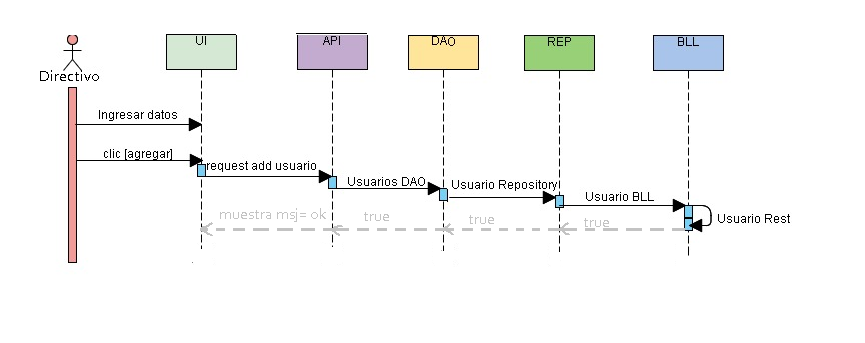 UI
API
DAO
REP
BLL
Directivo
Ingresar datos
clic [agregar]
request add usuario
Usuarios DAO
Usuario Repository
Usuario BLL
Usuario Rest
muestra msj= ok
true
true
true